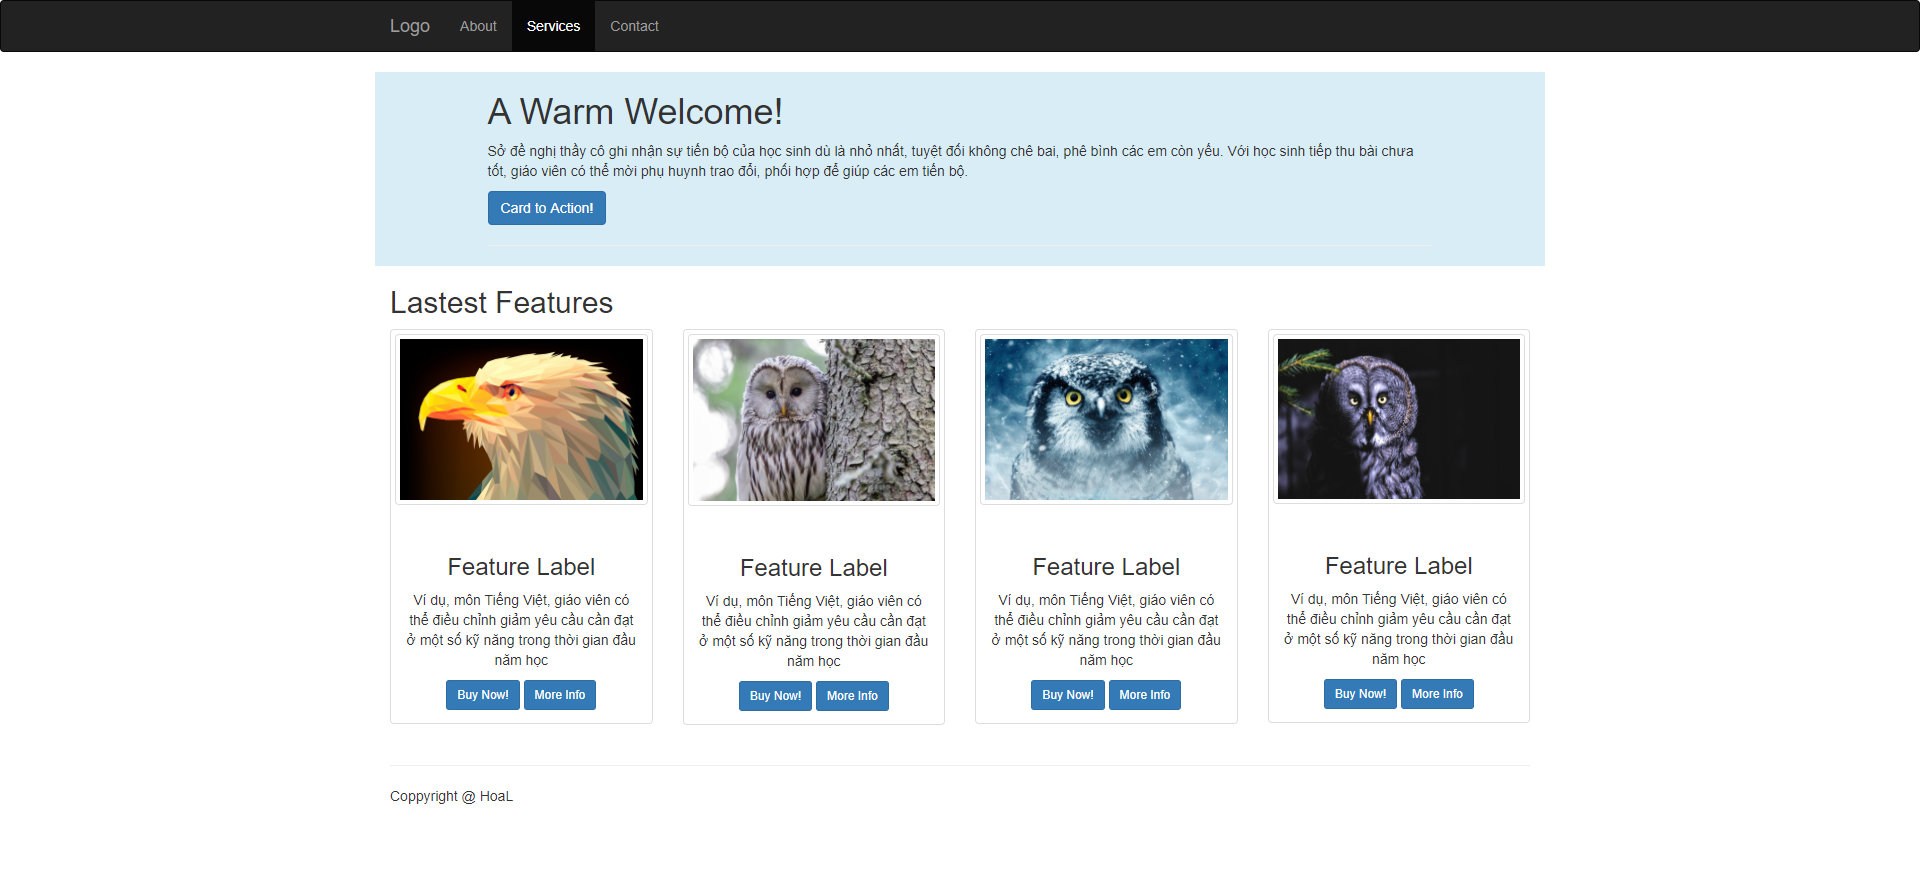 Logo About Services Contact
A Warm Welcome!
Sở đề nghị thầy cô ghi nhận sự tiến bộ của học sinh dù là nhỏ nhất, tuyệt đối không chê bai, phê bình các em còn yếu. Với học sinh tiếp thu bài chưa
tốt, giáo viên có thể mời phụ huynh trao đổi, phối hợp để giúp các em tiến bộ.
Card to Action!
Lastest Features
Feature Label
Ví dụ, môn Tiếng Việt, giáo viên có
thể điều chỉnh giảm yêu cầu cần đạt
ở một số kỹ năng trong thời gian đầu
năm học
Buy Now! More Info
Feature Label
Ví dụ, môn Tiếng Việt, giáo viên có
thể điều chỉnh giảm yêu cầu cần đạt
ở một số kỹ năng trong thời gian đầu
năm học
Buy Now! More Info
Feature Label
Ví dụ, môn Tiếng Việt, giáo viên có
thể điều chỉnh giảm yêu cầu cần đạt
ở một số kỹ năng trong thời gian đầu
năm học
Buy Now! More Info
Feature Label
Ví dụ, môn Tiếng Việt, giáo viên có
thể điều chỉnh giảm yêu cầu cần đạt
ở một số kỹ năng trong thời gian đầu
năm học
Buy Now! More Info
Coppyright @ HoaL